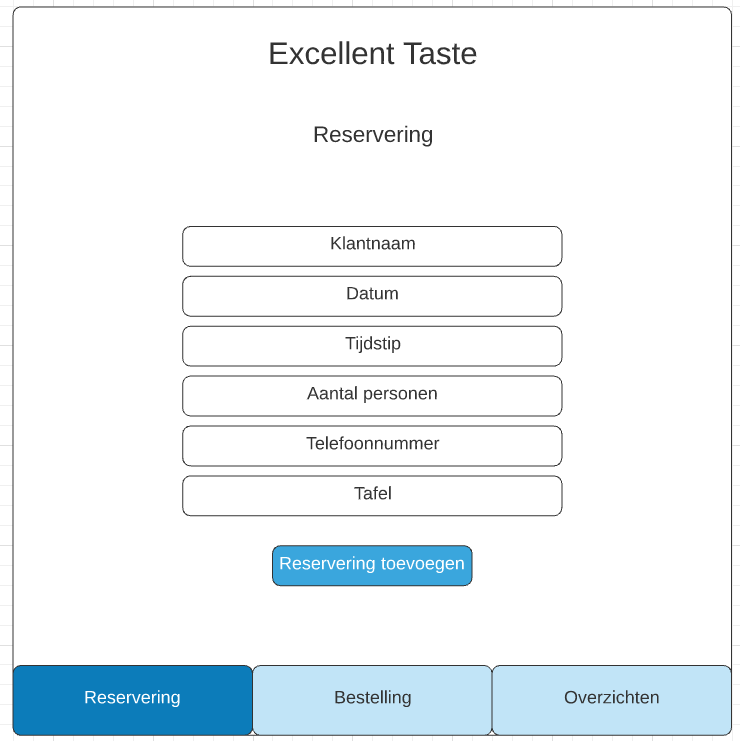 Excellent Taste
Reservering
Klantnaam
Datum
Tijdstip
Aantal personen
Telefoonnummer
Tafel
Reservering toevoegen
Reservering
Bestelling
Overzichten